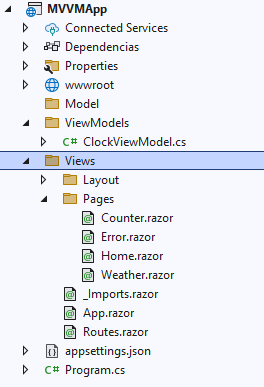 MVVMApp
Connected Services
Dependencias
Properties
wwwroot
Model
ViewModels
C# ClockViewModel.cs
Views
Layout
Pages
@ Counter.razor
@ Error.razor
@ Home.razor
@ Weather.razor
@ _Imports.razor
@ App.razor
@ Routes.razor
appsettings.json
C# Program.cs